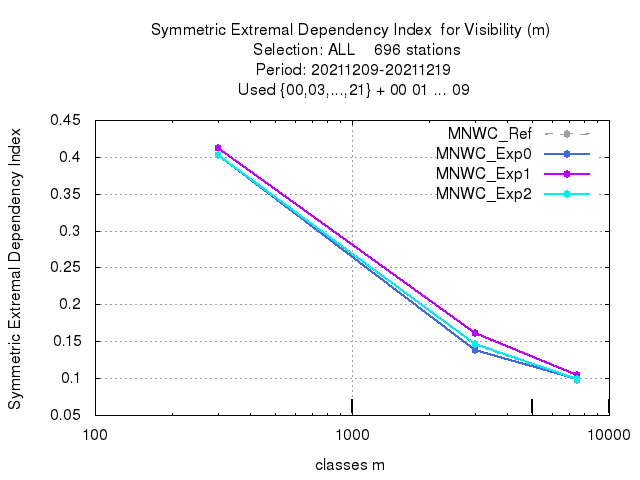 Symmetric Extremal Dependency Index  for Visibility (m)
Selection: ALL    696 stations
Period: 20211209-20211219
Used {00,03,...,21} + 00 01 ... 09
Symmetric Extremal Dependency Index
0.45
0.4
0.35
0.3
0.25
0.2
0.15
0.1
0.05
MNWC_Ref
MNWC_Exp0
MNWC_Exp1
MNWC_Exp2
100
1000
10000
classes m